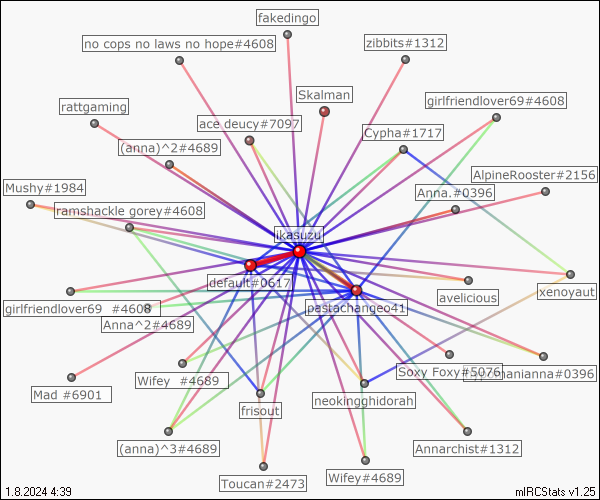 fakedingo
no cops no laws no hope#4608
zibbits#1312
Skalman
rattgaming
girlfriendlover69#4608
ace deucy#7097
Cypha#1717
(anna)^2#4689
AlpineRooster#2156
Mushy#1984
Anna.#0396
ramshackle gorey#4608
ikasuzu
default#0617
xenoyaut
avelicious
girlfriendlover69 #4608
pastachangeo41
Anna^2#4689
Soxy Foxy#5076
manianna#0396
Wifey #4689
Mad #6901
neokingghidorah
frisout
(anna)^3#4689
Annarchist#1312
Toucan#2473
Wifey#4689
1.8.2024 4:39
mIRCStats v1.25